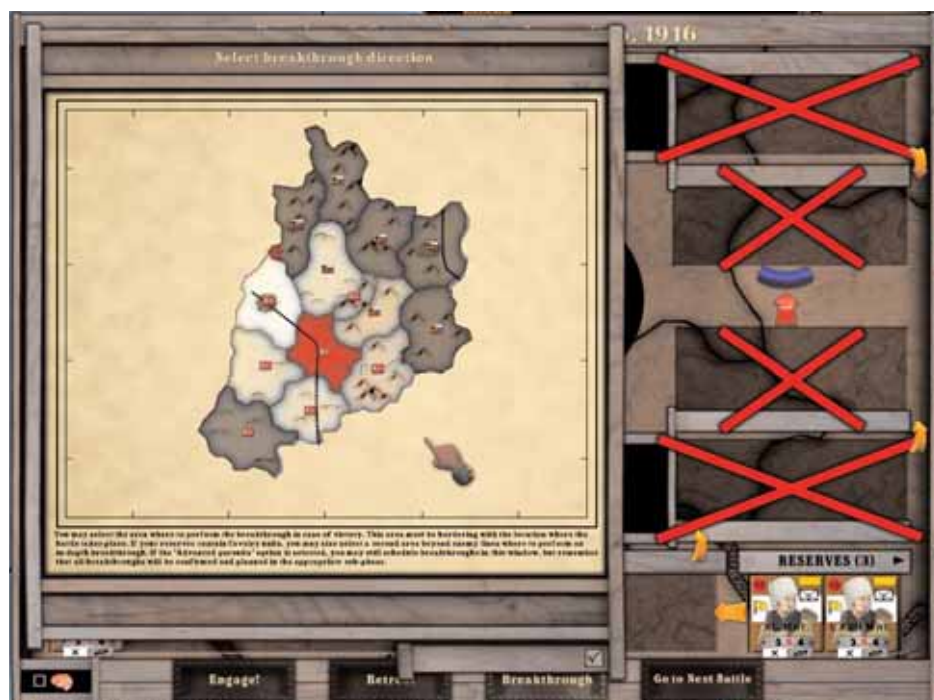 , 1916
Select breakthrough direction
You may select the area where to perform the breakthrough in case of victory. This area must be bordering with the location where the
battle takes place. If your reserves contain Cavalry units, you may also select a second area beyond enemy lines where to perform an
in-depth breakthrough. If the "Advanced pursuits" option is selected, you may still schedule breakthroughs in this window, but remember
that all breakthroughs will be confirmed and planned in the appropriate sub-phase.
RESERVES (3)
Engage!
Retr
Breakthrough
Go to Next Battle